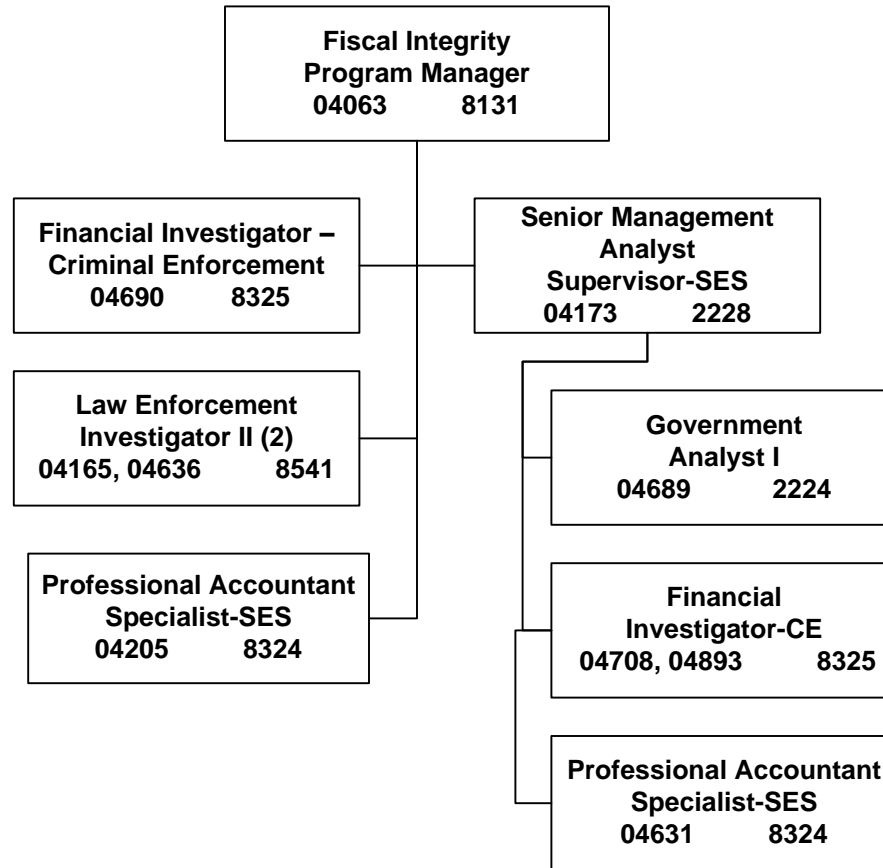 Fiscal Integrity
Program Manager
04063 8131
Financial Investigator –
Criminal Enforcement
04690 8325
Senior Management
Analyst
Supervisor-SES
04173 2228
Law Enforcement
Investigator II (2)
04165, 04636 8541
Government
Analyst I
04689 2224
Professional Accountant
Specialist-SES
04205 8324
Financial
Investigator-CE
04708, 04893 8325
Professional Accountant
Specialist-SES
04631 8324